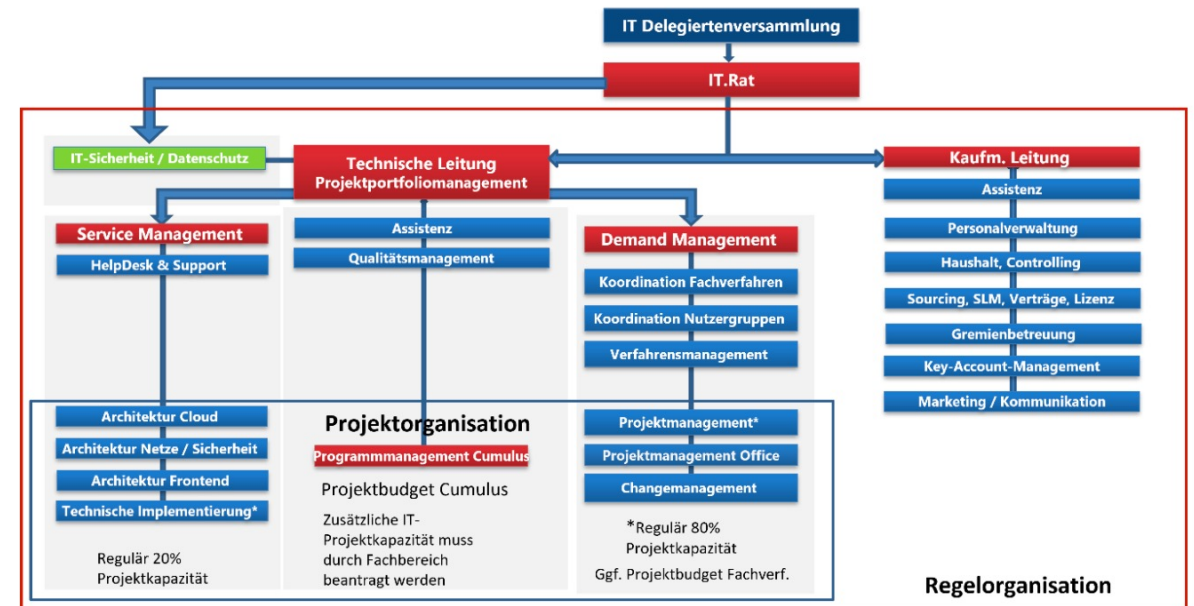 IT Delegiertenversammlung
IT.Rat
IT-Sicherheit / Datenschutz
Technische Leitung
Projektportfoliomanagement
Kaufm. Leitung
Assistenz
Personalverwaltung
Haushalt, Controlling
Sourcing, SLM, Verträge, Lizenz
Gremienbetreuung
Key-Account-Management
Marketing / Kommunikation
Service Management
HelpDesk & Support
Assistenz
Qualitätsmanagement
Demand Management
Koordination Fachverfahren
Koordination Nutzergruppen
Verfahrensmanagement
Projektorganisation
Architektur Cloud
Architektur Netze / Sicherheit
Architektur Frontend
Technische Implementierung*
Regulär 20%
Projektkapazität
Programmmanagement Cumulus
Projektbudget Cumulus
Zusätzliche IT-
Projektkapazität muss
durch Fachbereich
beantragt werden
Projektmanagement*
Projektmanagement Office
Changemanagement
*Regulär 80%
Projektkapazität
Ggf. Projektbudget Fachverf.
Regelorganisation